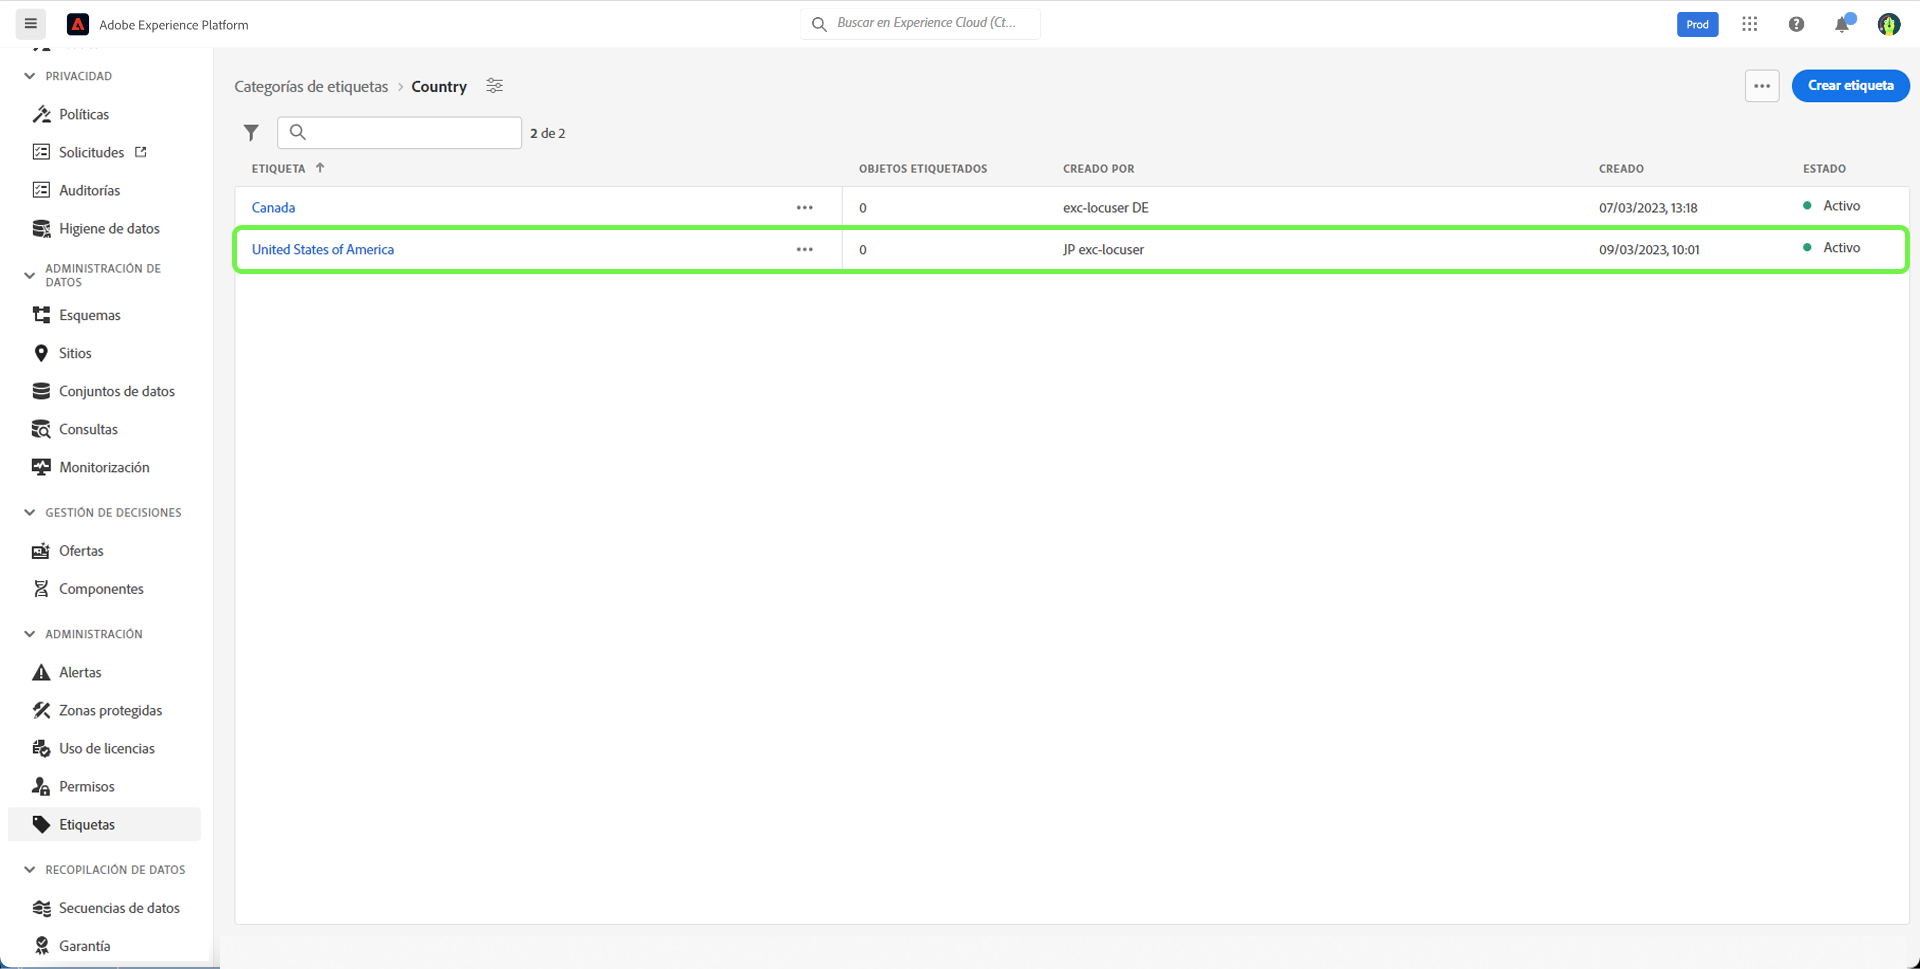 Adobe Experience Platform
Buscar en Experience Cloud (Ct...
Prod
PRIVACIDAD
Políticas
Solicitudes
Auditorías
Higiene de datos
ADMINISTRACIÓN DE
DATOS
Esquemas
Sitios
Conjuntos de datos
Consultas
Monitorización
GESTIÓN DE DECISIONES
Ofertas
Componentes
ADMINISTRACIÓN
Alertas
Zonas protegidas
Uso de licencias
Permisos
Etiquetas
RECOPILACIÓN DE DATOS
Secuencias de datos
Garantía
Categorías de etiquetas > Country
Crear etiqueta
2 de 2
ETIQUETA ↑ OBJETOS ETIQUETADOS CREADO POR CREADO ESTADO
Canada ••• 0 exc-locuser DE 07/03/2023, 13:18 Activo
United States of America ••• 0 JP exc-locuser 09/03/2023, 10:01 Activo